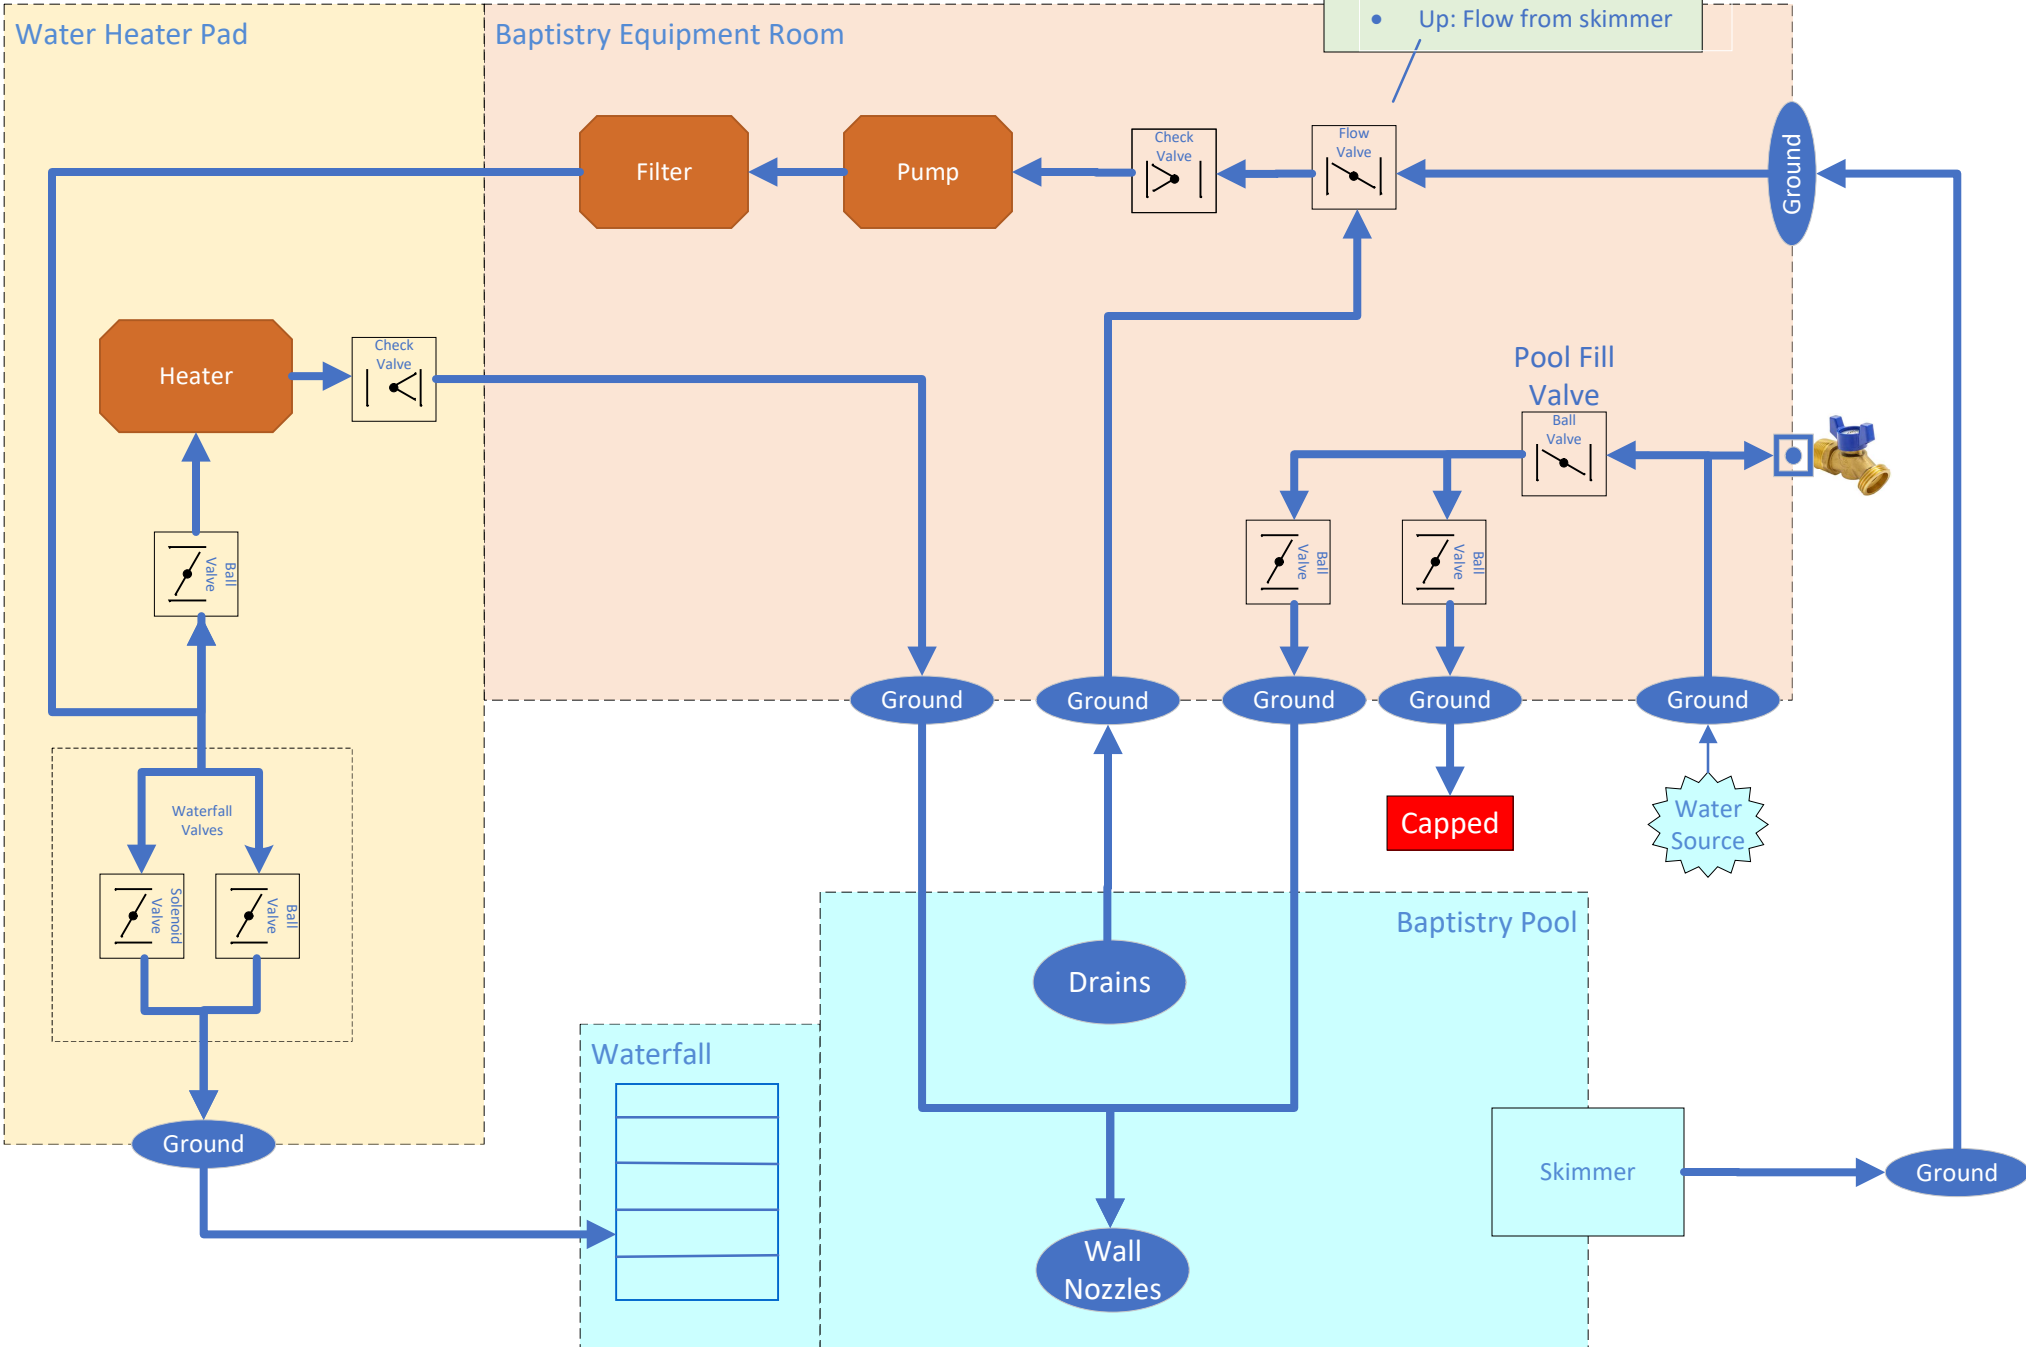 Water Heater Pad
Baptistry Equipment Room
• Up: Flow from skimmer
Filter
Pump
Check
Valve
Flow
Valve
Ground
Heater
Check
Valve
Pool Fill
Valve
Ball
Valve
Ball
Valve
Ball
Valve
Ball
Valve
Ground
Ground
Ground
Ground
Ground
Waterfall
Valves
Capped
Water
Source
Solenoid
Valve
Ball
Valve
Baptistry Pool
Drains
Waterfall
Ground
Skimmer
Ground
Wall
Nozzles